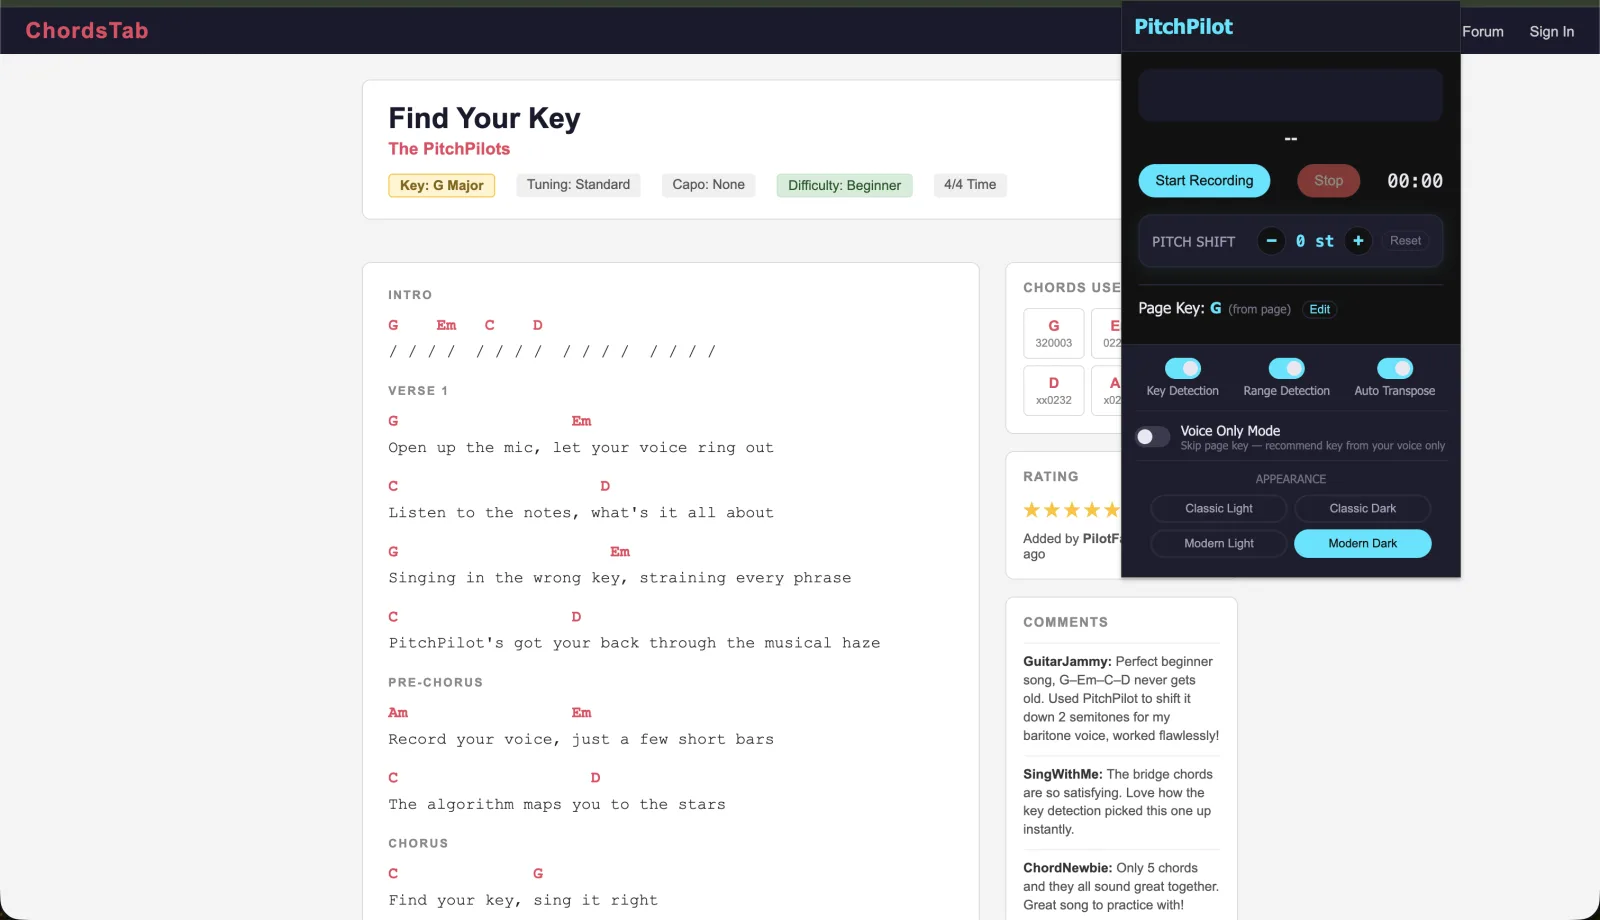 ChordsTab
Forum
Sign In
Find Your Key
The PitchPilots
Key: G Major
Tuning: Standard
Capo: None
Difficulty: Beginner
4/4 Time
INTRO
G Em C D
/ / / / / / / / / / / / / / / /
VERSE 1
G Em
Open up the mic, let your voice ring out
C D
Listen to the notes, what's it all about
G Em
Singing in the wrong key, straining every phrase
C D
PitchPilot's got your back through the musical haze
PRE-CHORUS
Am Em
Record your voice, just a few short bars
C D
The algorithm maps you to the stars
CHORUS
C G
Find your key, sing it right
CHORDS USE
G
320003
E
022
D
xx0232
A
x02
RATING
★★★★★
Added by PilotFa
ago
COMMENTS
GuitarJammy: Perfect beginner
song, G–Em–C–D never gets
old. Used PitchPilot to shift it
down 2 semitones for my
baritone voice, worked flawlessly!
SingWithMe: The bridge chords
are so satisfying. Love how the
key detection picked this one up
instantly.
ChordNewbie: Only 5 chords
and they all sound great together.
Great song to practice with!
PitchPilot
--
Start Recording
Stop
00:00
PITCH SHIFT
− 0 st +
Reset
Page Key: G (from page)
Edit
Key Detection
Range Detection
Auto Transpose
Voice Only Mode
Skip page key — recommend key from your voice only
APPEARANCE
Classic Light
Classic Dark
Modern Light
Modern Dark